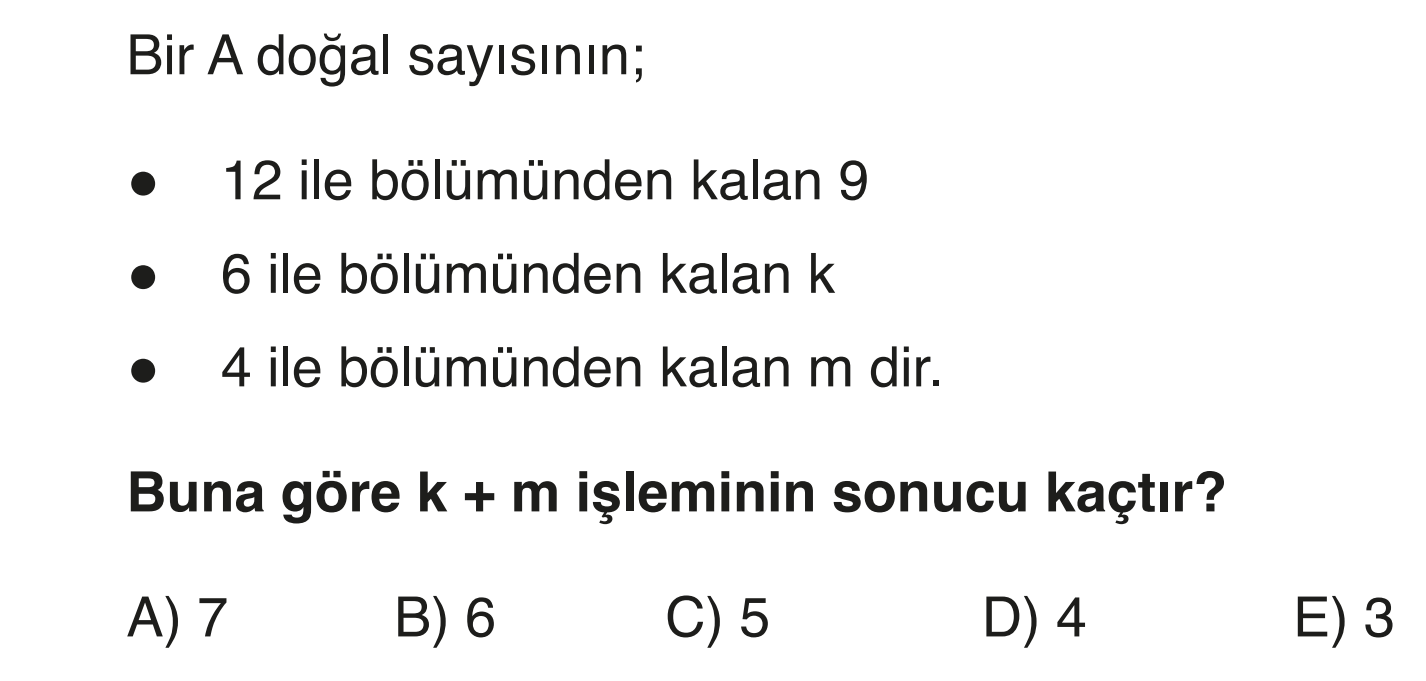 Bir A doğal sayısının;
● 12 ile bölümünden kalan 9
● 6 ile bölümünden kalan k
● 4 ile bölümünden kalan m dir.
Buna göre k + m işleminin sonucu kaçtır?
A) 7 B) 6 C) 5 D) 4 E) 3